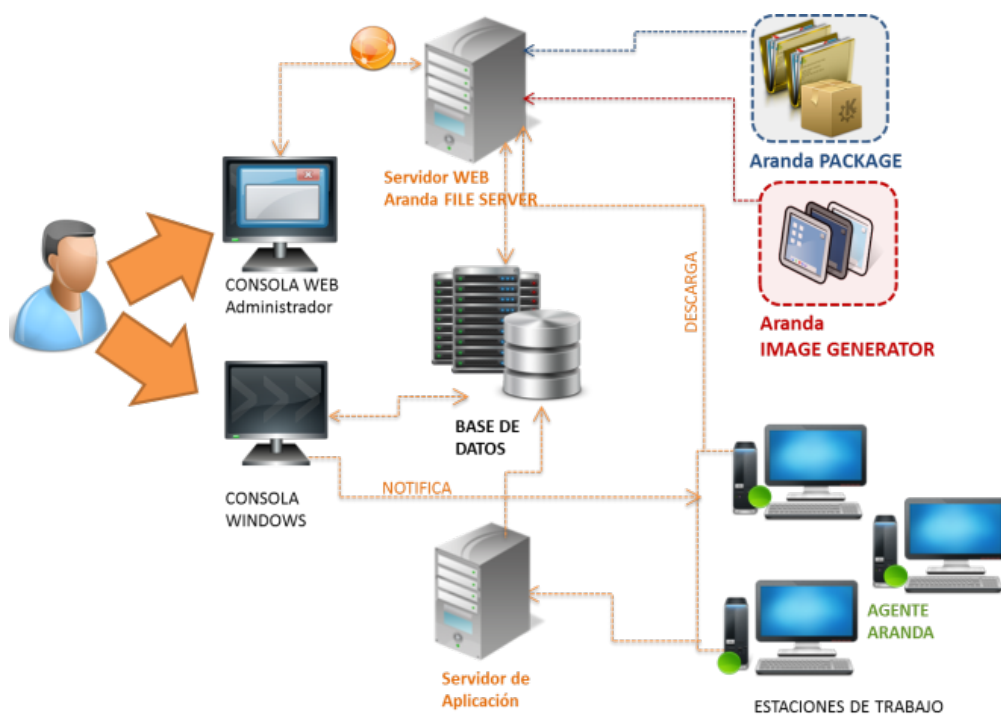 Aranda PACKAGE
Servidor WEB
Aranda FILE SERVER
CONSOLA WEB
Administrador
DESCARGA
Aranda
IMAGE GENERATOR
BASE DE
DATOS
NOTIFICA
CONSOLA
WINDOWS
AGENTE
ARANDA
Servidor de
Aplicación
ESTACIONES DE TRABAJO